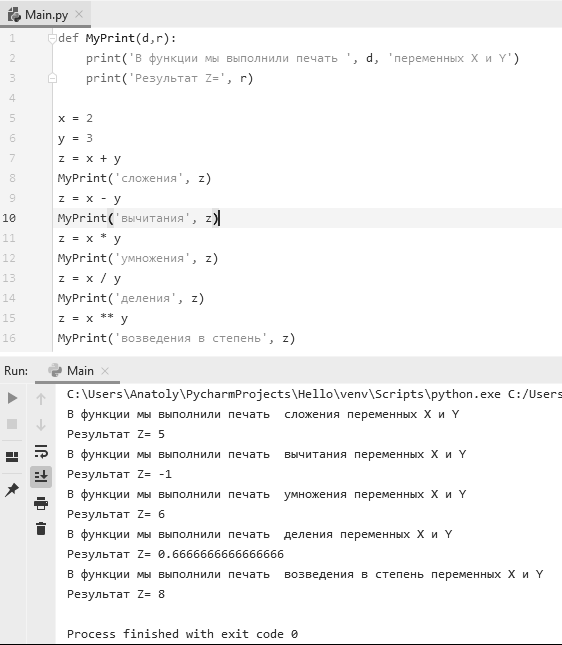 Main.py
1 def MyPrint(d,r):
2 print('В функции мы выполнили печать ', d, 'переменных X и Y')
3 print('Результат Z=', r)
4
5 x = 2
6 y = 3
7 z = x + y
8 MyPrint('сложения', z)
9 z = x - y
10 MyPrint('вычитания', z)
11 z = x * y
12 MyPrint('умножения', z)
13 z = x / y
14 MyPrint('деления', z)
15 z = x ** y
16 MyPrint('возведения в степень', z)
Run: Main
C:\Users\Anatoly\PycharmProjects\Hello\venv\Scripts\python.exe C:/Users
В функции мы выполнили печать  сложения переменных X и Y
Результат Z= 5
В функции мы выполнили печать  вычитания переменных X и Y
Результат Z= -1
В функции мы выполнили печать  умножения переменных X и Y
Результат Z= 6
В функции мы выполнили печать  деления переменных X и Y
Результат Z= 0.6666666666666666
В функции мы выполнили печать  возведения в степень переменных X и Y
Результат Z= 8
Process finished with exit code 0